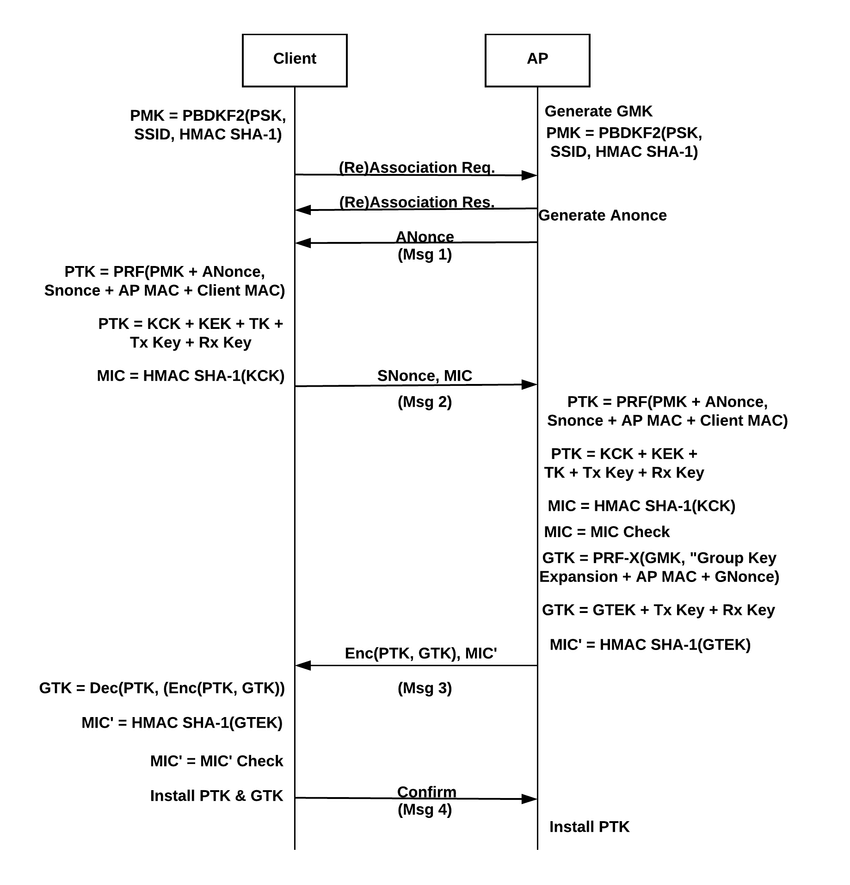 Client
AP
PMK = PBDKF2(PSK,
SSID, HMAC SHA-1)
Generate GMK
PMK = PBDKF2(PSK,
SSID, HMAC SHA-1)
(Re)Association Req.
(Re)Association Res.
Generate Anonce
ANonce
(Msg 1)
PTK = PRF(PMK + ANonce,
Snonce + AP MAC + Client MAC)
PTK = KCK + KEK + TK +
Tx Key + Rx Key
MIC = HMAC SHA-1(KCK)
SNonce, MIC
(Msg 2)
PTK = PRF(PMK + ANonce,
Snonce + AP MAC + Client MAC)
PTK = KCK + KEK +
TK + Tx Key + Rx Key
MIC = HMAC SHA-1(KCK)
MIC = MIC Check
GTK = PRF-X(GMK, "Group Key
Expansion + AP MAC + GNonce)
GTK = GTEK + Tx Key + Rx Key
MIC' = HMAC SHA-1(GTEK)
Enc(PTK, GTK), MIC'
(Msg 3)
GTK = Dec(PTK, (Enc(PTK, GTK))
MIC' = HMAC SHA-1(GTEK)
MIC' = MIC' Check
Install PTK & GTK
Confirm
(Msg 4)
Install PTK